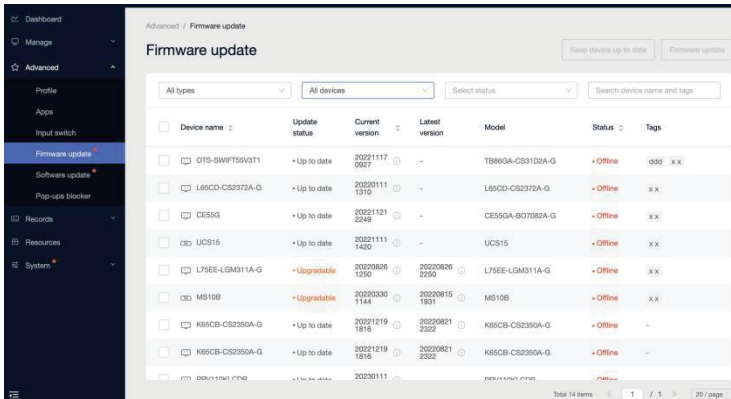 Dashboard
Manage
Advanced
Profile
Apps
Input switch
Firmware update
Software update
Pop-ups blocker
Records
Resources
System
Advanced / Firmware update
Firmware update
Keep device up to date
Firmware update
All types
All devices
Select status
Search device name and tags
Device name
Update status
Current version
Latest version
Model
Status
Tags
OTS-SWIFT55V3T1 • Up to date 20221117 0927 - TB86GA-CS31D2A-G • Offline ddd x x
L65CD-CS2372A-G • Up to date 20220111 1310 - L65CD-CS2372A-G • Offline x x
CE55G • Up to date 20221121 2249 - CE55GA-BO7082A-G • Offline x x
UCS15 • Up to date 20221111 1420 - UCS15 • Offline x x
L75EE-LGM311A-G • Upgradable 20220826 1250 20220826 2250 L75EE-LGM311A-G • Offline x x
MS10B • Upgradable 20220330 1144 20220815 1931 MS10B • Offline x x
K65CB-CS2350A-G • Up to date 20221219 1816 20220821 2322 K65CB-CS2350A-G • Offline -
K65CB-CS2350A-G • Up to date 20221219 1816 20220821 2322 K65CB-CS2350A-G • Offline -
20230111
Total 14 items < 1 / 1 > 20 / page